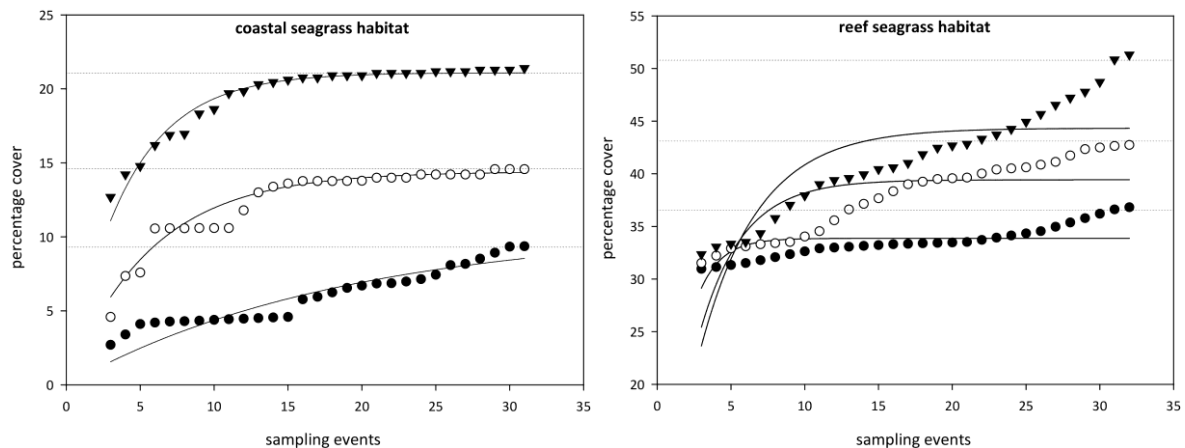 coastal seagrass habitat
percentage cover
25
20
15
10
5
0
0 5 10 15 20 25 30 35
sampling events
reef seagrass habitat
percentage cover
55
50
45
40
35
30
25
20
0 5 10 15 20 25 30 35
sampling events